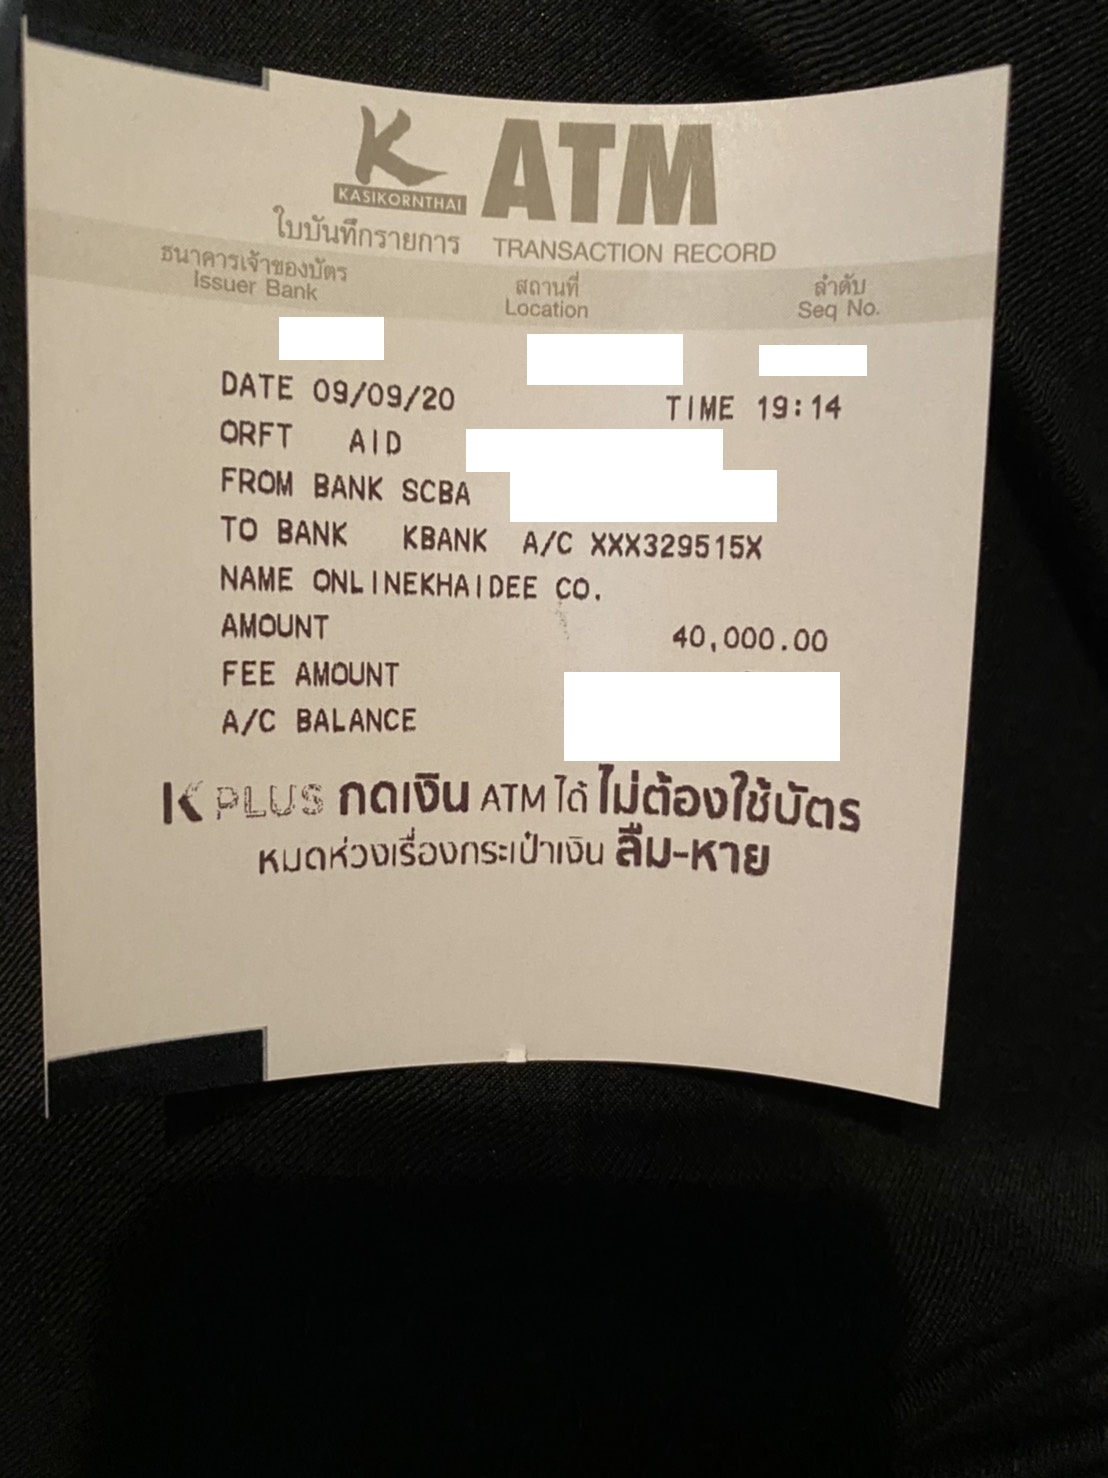 K ATM
KASIKORNTHAI
ใบบันทึกรายการ TRANSACTION RECORD
ธนาคารเจ้าของบัตร สถานที่ ลำดับ
Issuer Bank Location Seq No.
DATE 09/09/20 TIME 19:14
ORFT AID
FROM BANK SCBA
TO BANK KBANK A/C XXX329515X
NAME ONLINEKHAIDEE CO.
AMOUNT 40,000.00
FEE AMOUNT
A/C BALANCE
K PLUS กดเงิน ATM ได้ ไม่ต้องใช้บัตร
หมดห่วงเรื่องกระเป๋าเงิน ลืม-หาย